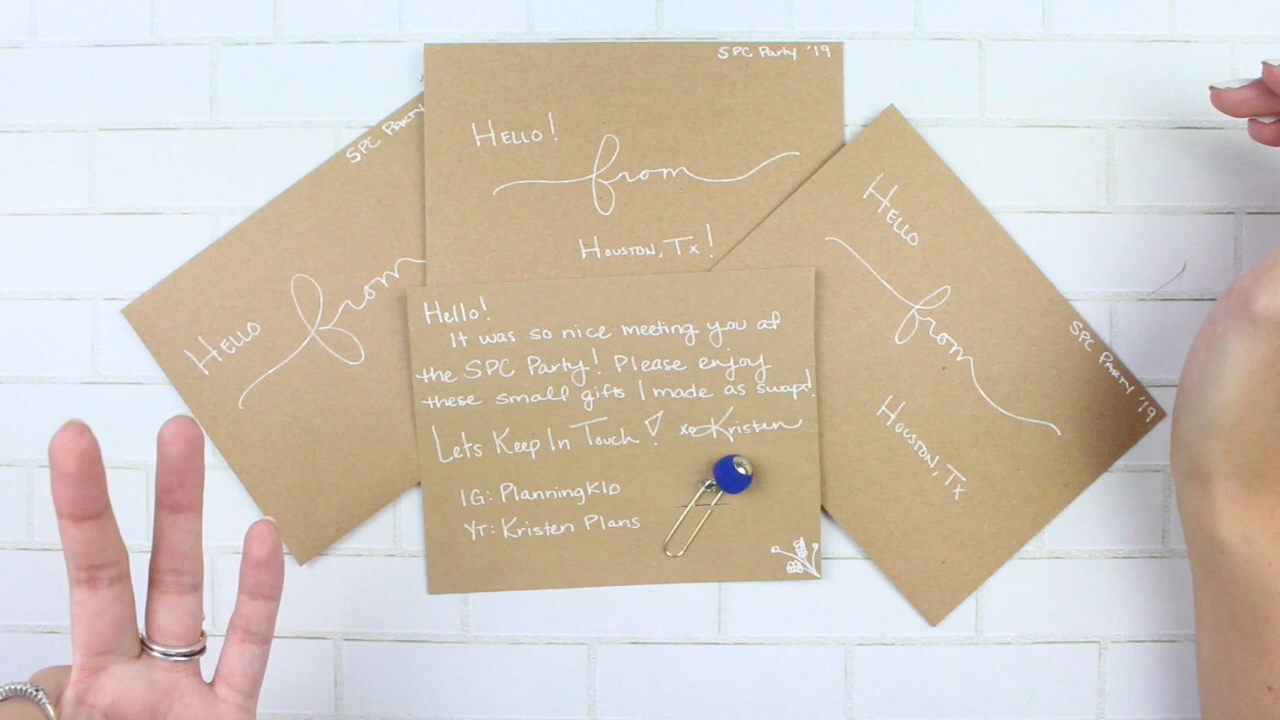 SPC Party '19
Hello!
from
Houston, Tx!
SPC Party
Hello
from
Hello
from
Houston, Tx
SPC Party '19
Hello!
It was so nice meeting you at
the SPC Party! Please enjoy
these small gifts I made as swaps!
Lets Keep In Touch! xo Kristen
IG: PlanningKlo
YT: Kristen Plans